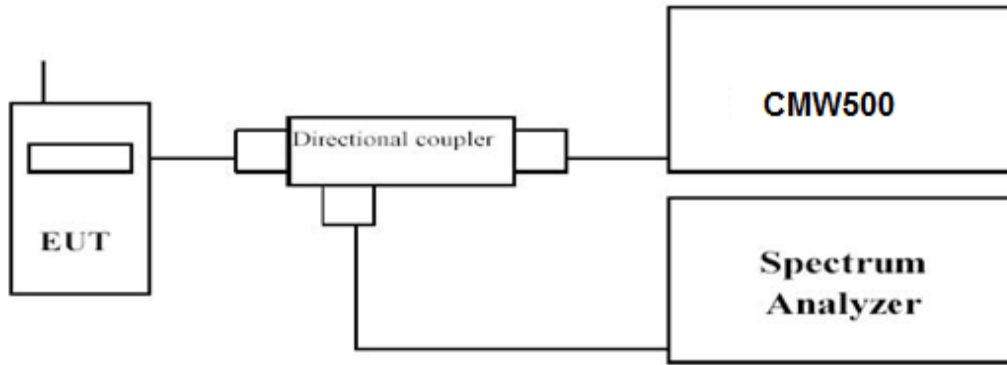 Directional coupler
CMW500
EUT
Spectrum
Analyzer